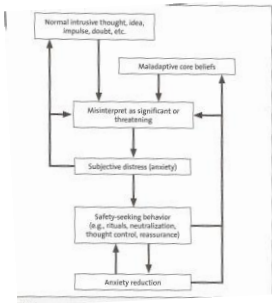 Normal intrusive thought, idea,
impulse, doubt, etc.
Maladaptive core beliefs
Misinterpret as significant or
threatening
Subjective distress (anxiety)
Safety-seeking behavior
(e.g., rituals, neutralization,
thought control, reassurance)
Anxiety reduction